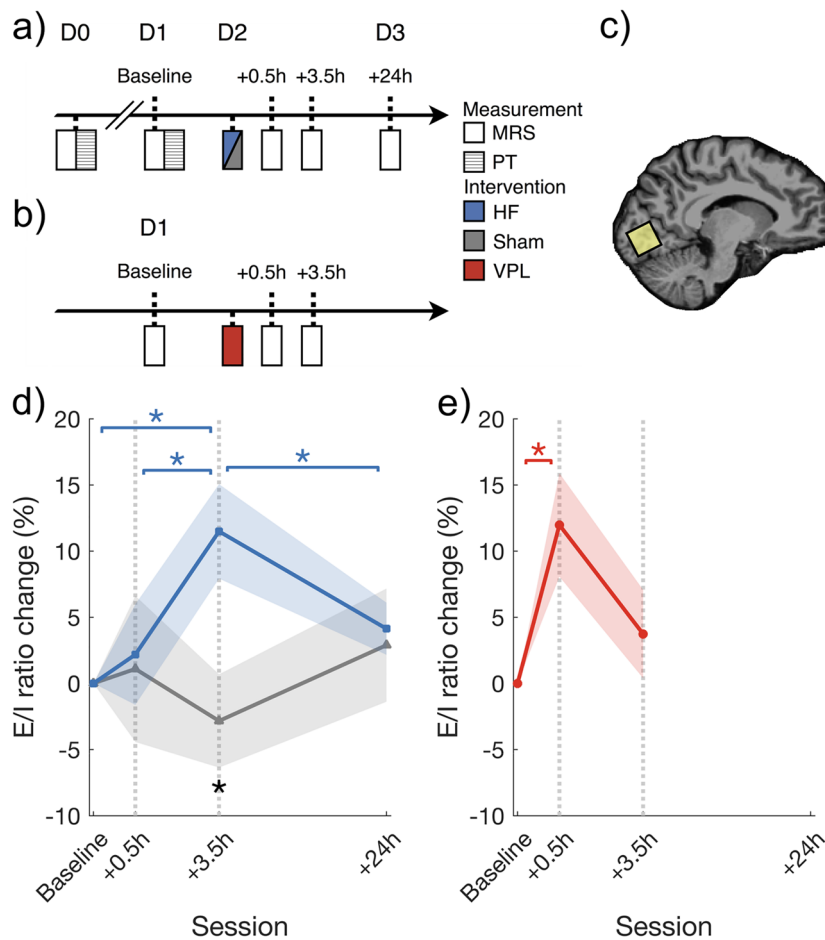 a)
D0 D1 D2 D3
Baseline +0.5h +3.5h +24h
Measurement
MRS
PT
Intervention
HF
Sham
VPL
b)
D1
Baseline +0.5h +3.5h
c)
d)
20
15
10
5
0
-5
-10
E/I ratio change (%)
* * *
*
Baseline +0.5h +3.5h +24h
Session
e)
20
15
10
5
0
-5
-10
E/I ratio change (%)
*
Baseline +0.5h +3.5h +24h
Session